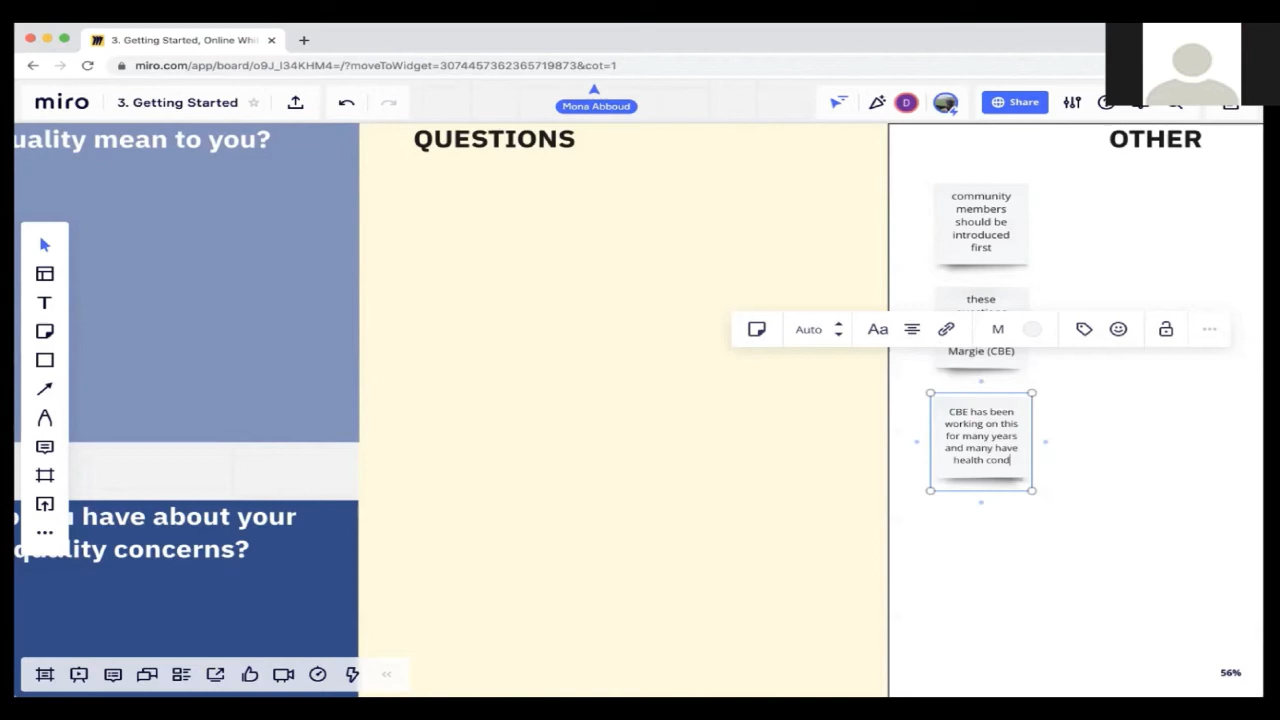 3. Getting Started, Online Whi
miro.com/app/board/o9J_l34KHM4=/?moveToWidget=3074457362365719873&cot=1
miro
3. Getting Started
Mona Abboud
D
Share
uality mean to you?
QUESTIONS
OTHER
community
members
should be
introduced
first
these
Auto
Aa
M
Margie (CBE)
CBE has been
working on this
for many years
and many have
health cond
u have about your
quality concerns?
56%